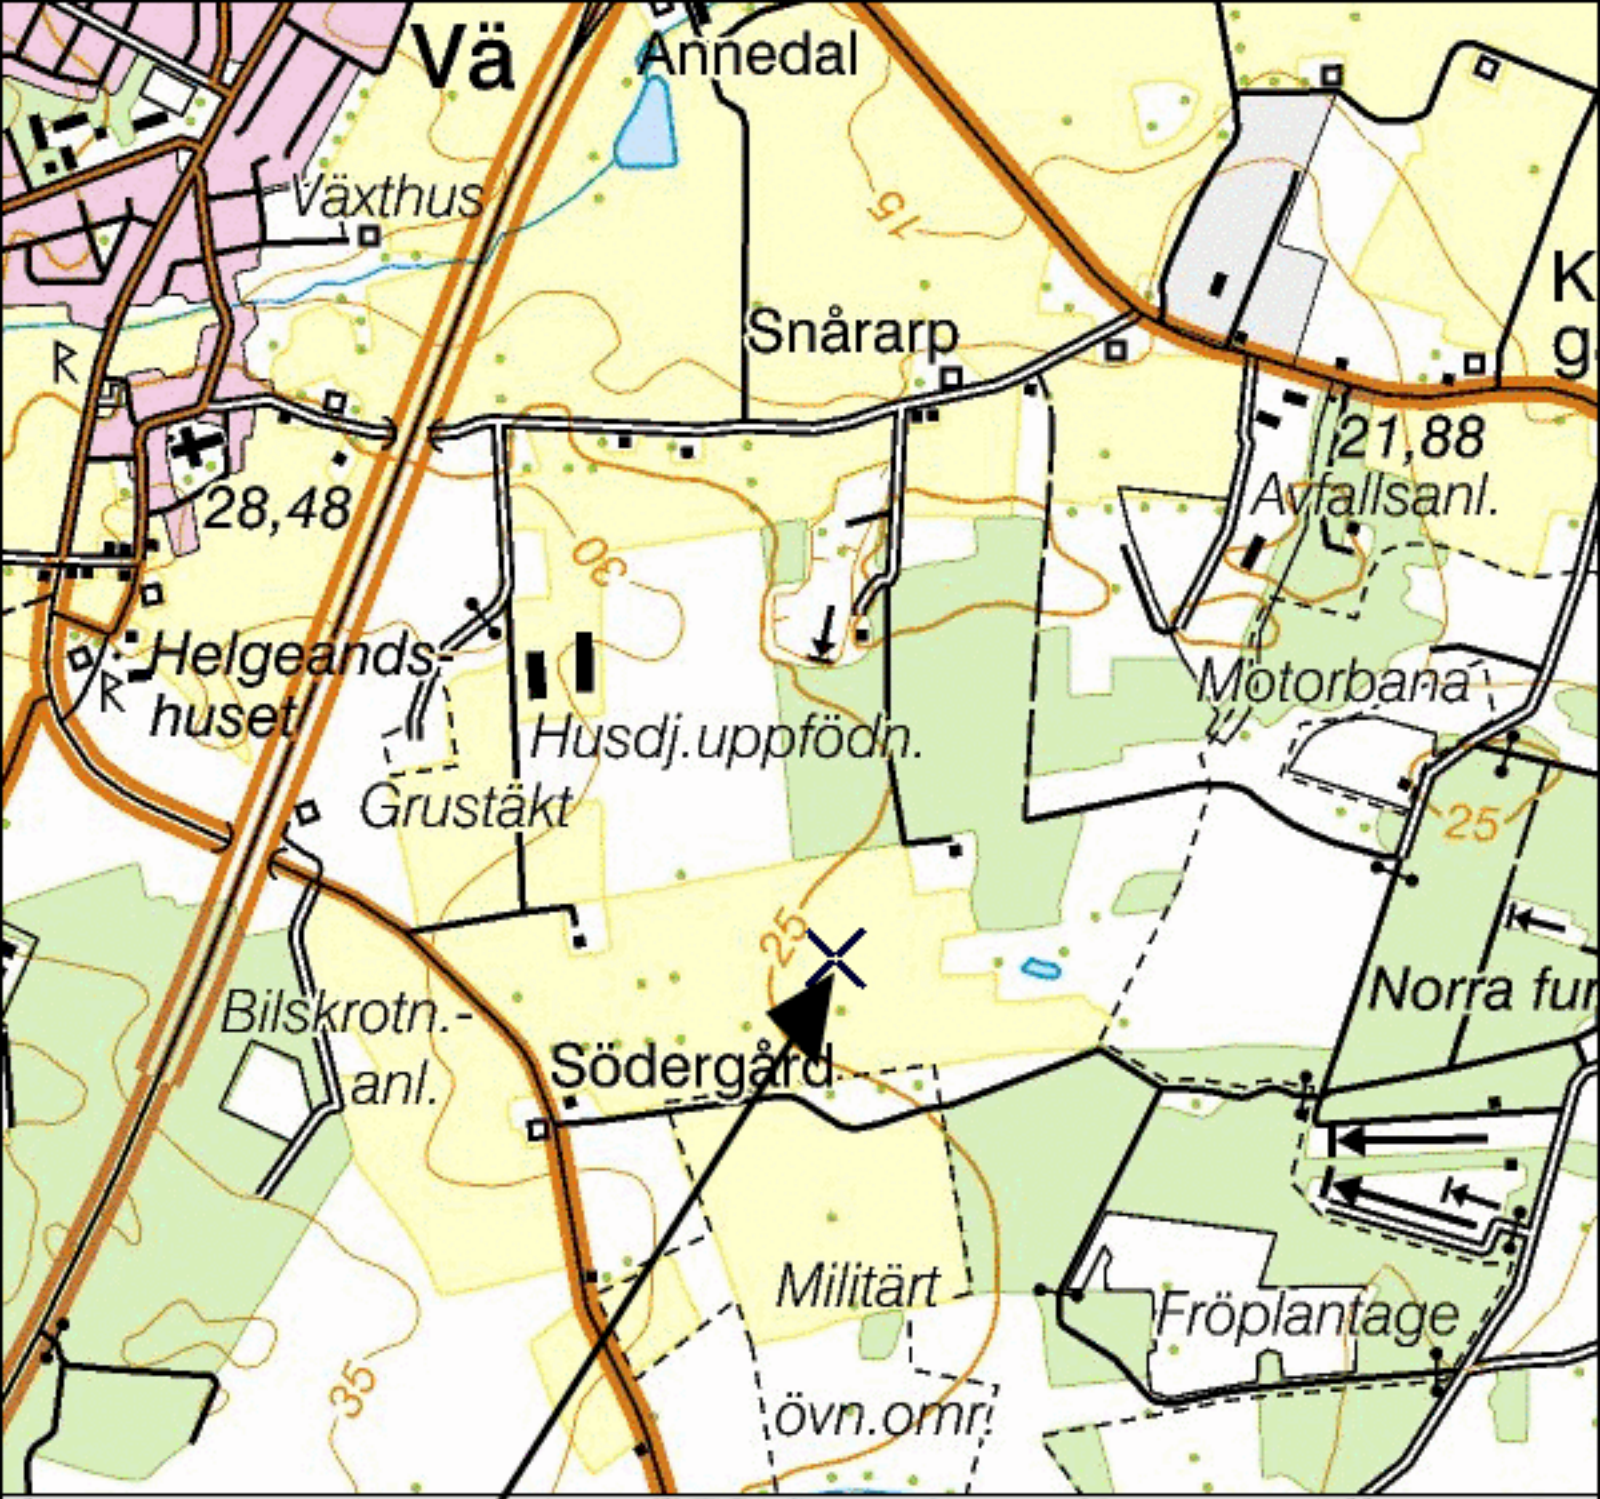 Vä
Annedal
Växthus
15
Snårarp
K
g
R
21,88
28,48
Avfallsanl.
30
Helgeands-
huset
R
Motorbana
Husdj.uppfödn.
Grustäkt
25
25
Norra fur
Bilskrotn.-
anl.
Södergård
Militärt
Fröplantage
35
övn.omr.